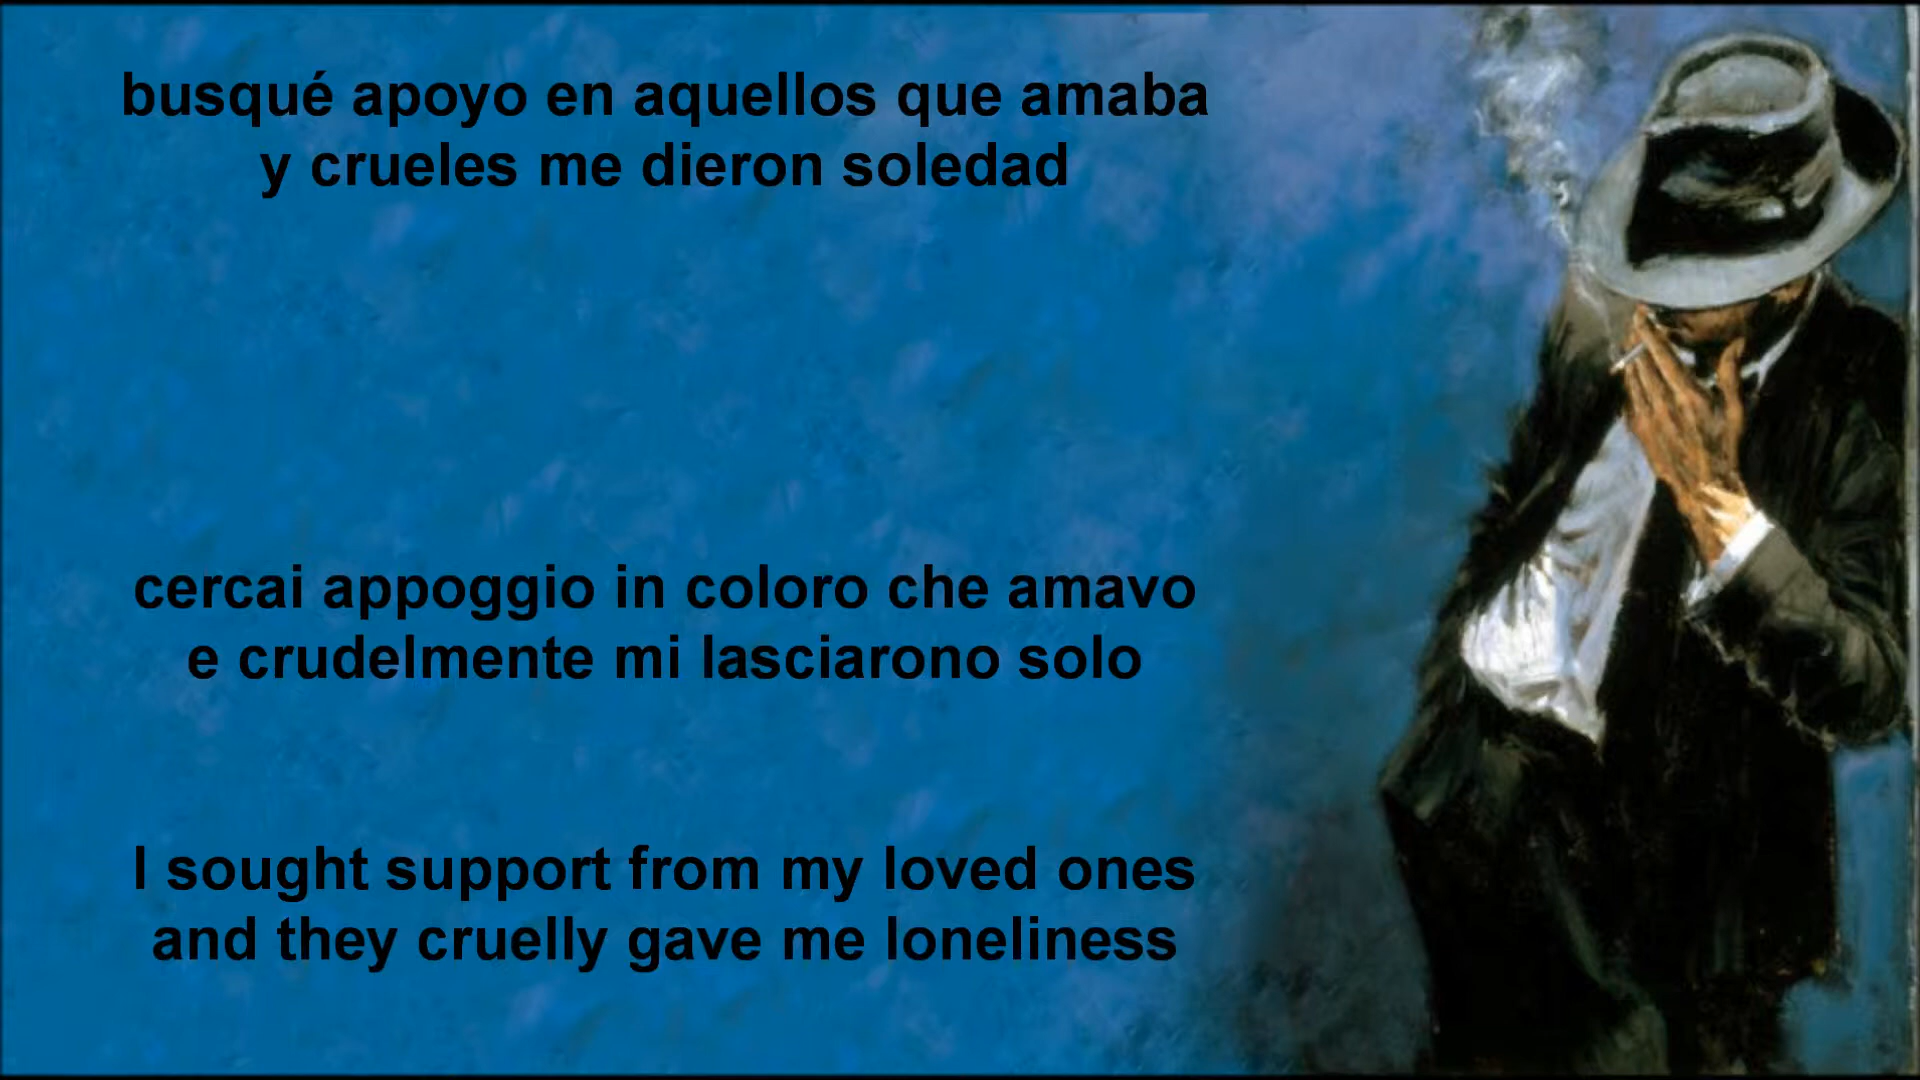 busqué apoyo en aquellos que amaba
y crueles me dieron soledad
cercai appoggio in coloro che amavo
e crudelmente mi lasciarono solo
I sought support from my loved ones
and they cruelly gave me loneliness